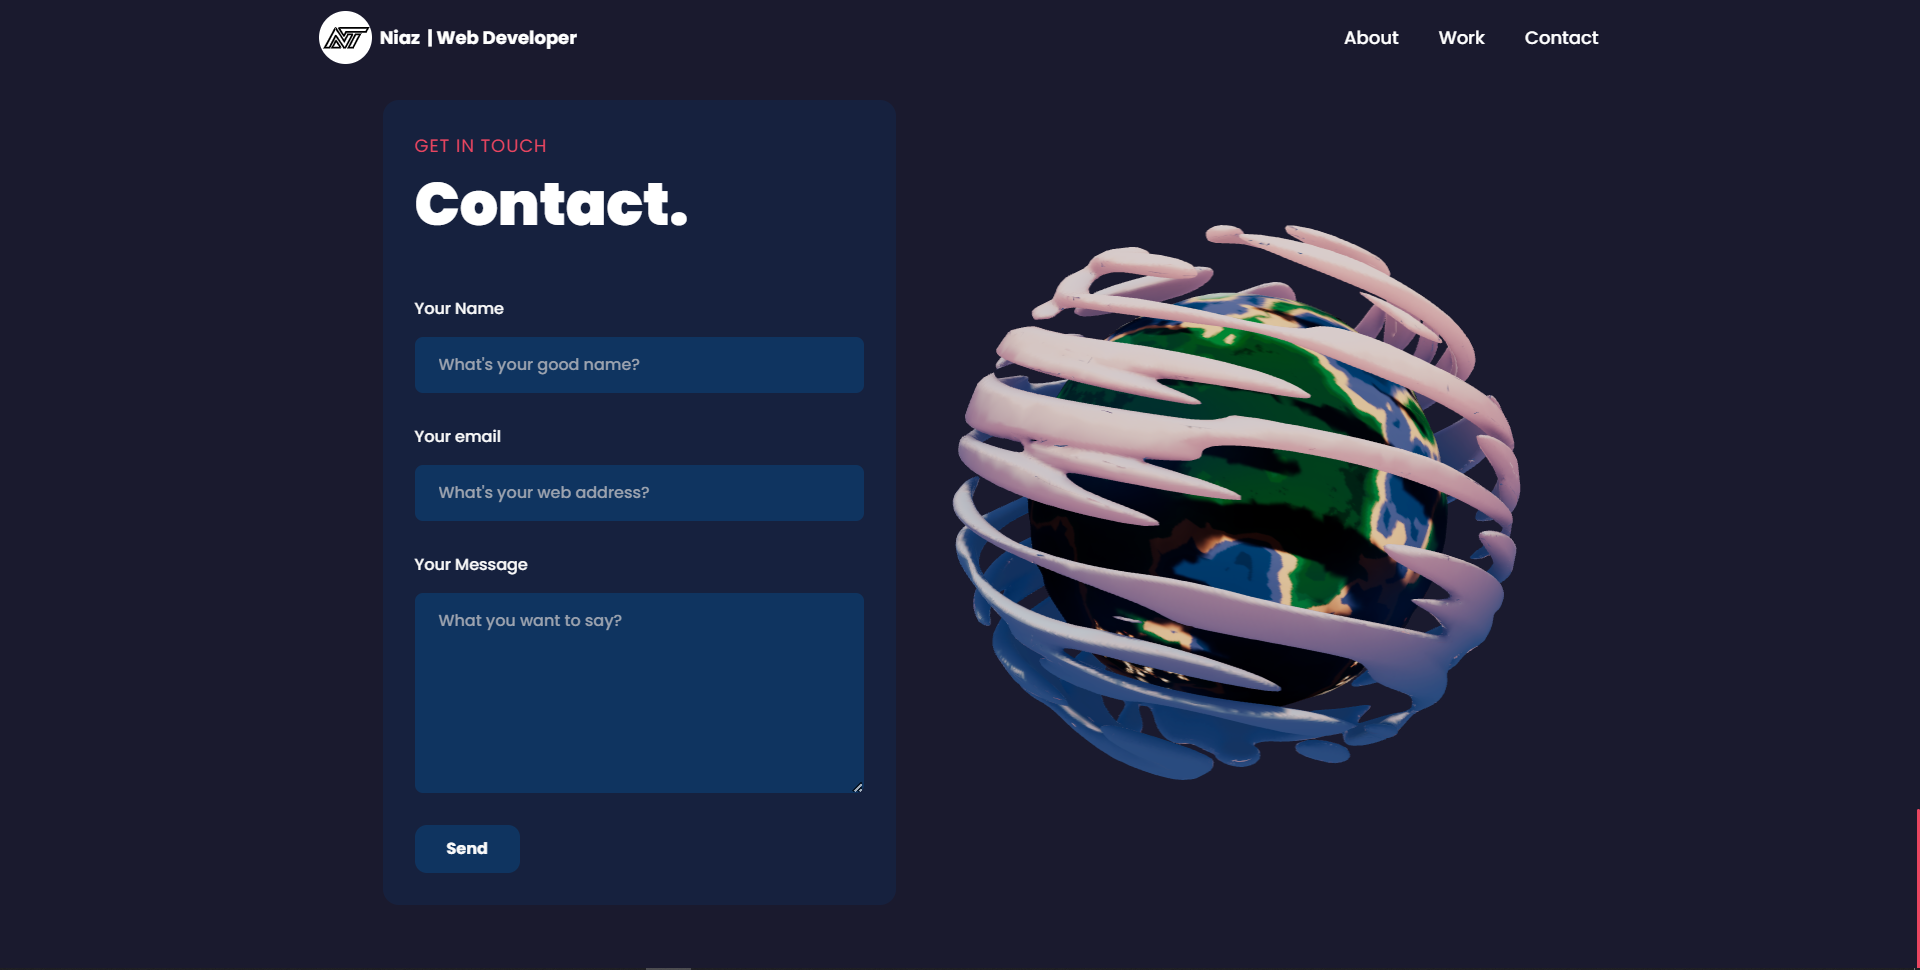 NT
Niaz | Web Developer
About
Work
Contact
GET IN TOUCH
Contact.
Your Name
What's your good name?
Your email
What's your web address?
Your Message
What you want to say?
Send